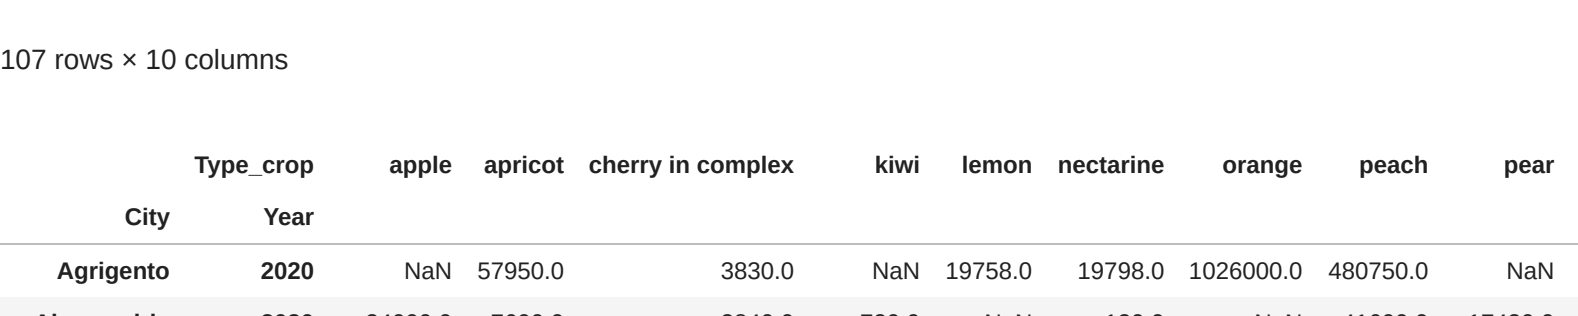 107 rows × 10 columns
Type_crop apple apricot cherry in complex kiwi lemon nectarine orange peach pear
City Year
Agrigento 2020 NaN 57950.0 3830.0 NaN 19758.0 19798.0 1026000.0 480750.0 NaN